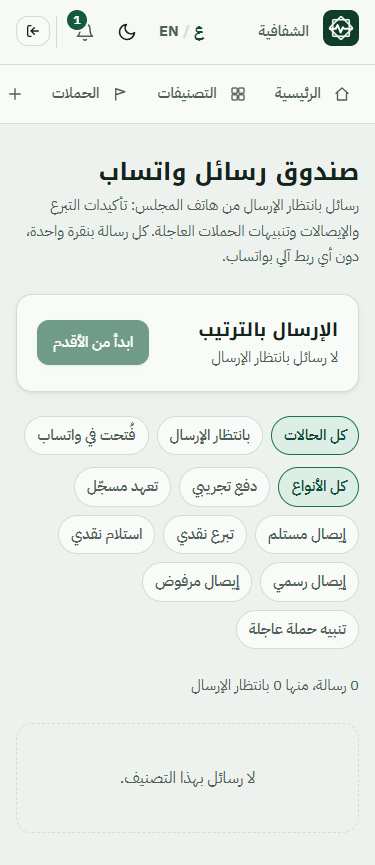 الشفافية ع / EN 1
الرئيسية التصنيفات الحملات
صندوق رسائل واتساب
رسائل بانتظار الإرسال من هاتف المجلس: تأكيدات التبرع
والإيصالات وتنبيهات الحملات العاجلة. كل رسالة بنقرة واحدة،
دون أي ربط آلي بواتساب.
الإرسال بالترتيب
لا رسائل بانتظار الإرسال
ابدأ من الأقدم
كل الحالات بانتظار الإرسال فُتحت في واتساب
كل الأنواع دفع تجريبي تعهد مسجّل
إيصال مستلم تبرع نقدي استلام نقدي
إيصال رسمي إيصال مرفوض
تنبيه حملة عاجلة
0 رسالة، منها 0 بانتظار الإرسال
لا رسائل بهذا التصنيف.